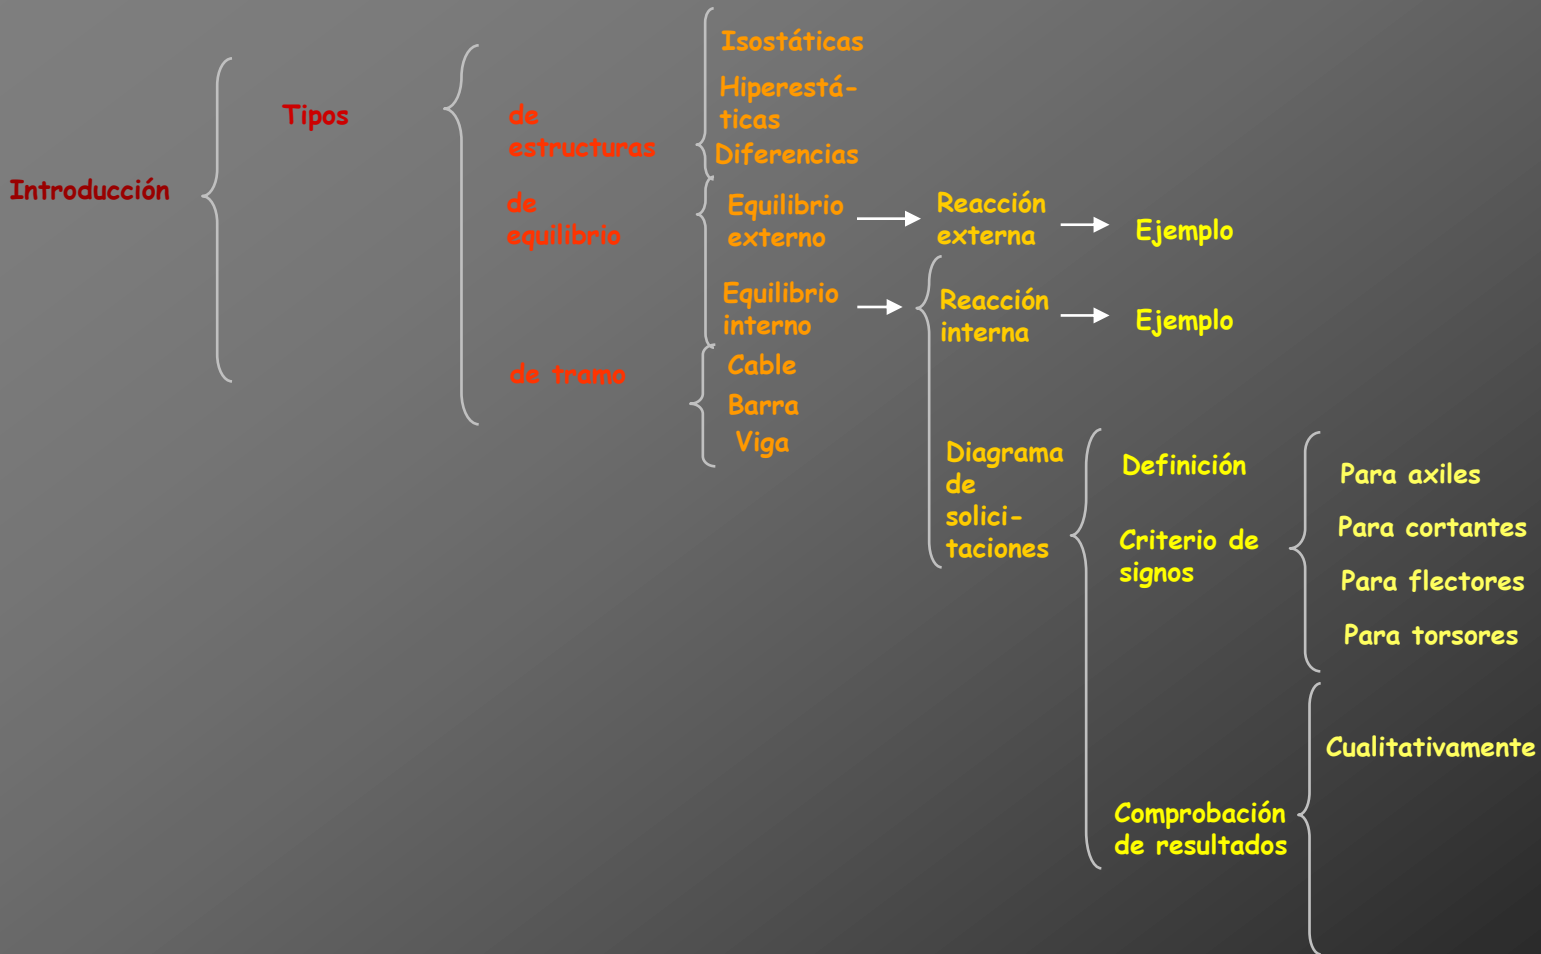 Introducción
Tipos
de
estructuras
Isostáticas
Hiperestá-
ticas
Diferencias
de
equilibrio
Equilibrio
externo
Reacción
externa
Ejemplo
Equilibrio
interno
Reacción
interna
Ejemplo
Diagrama
de
solici-
taciones
Definición
Criterio de
signos
Para axiles
Para cortantes
Para flectores
Para torsores
Comprobación
de resultados
Cualitativamente
de tramo
Cable
Barra
Viga